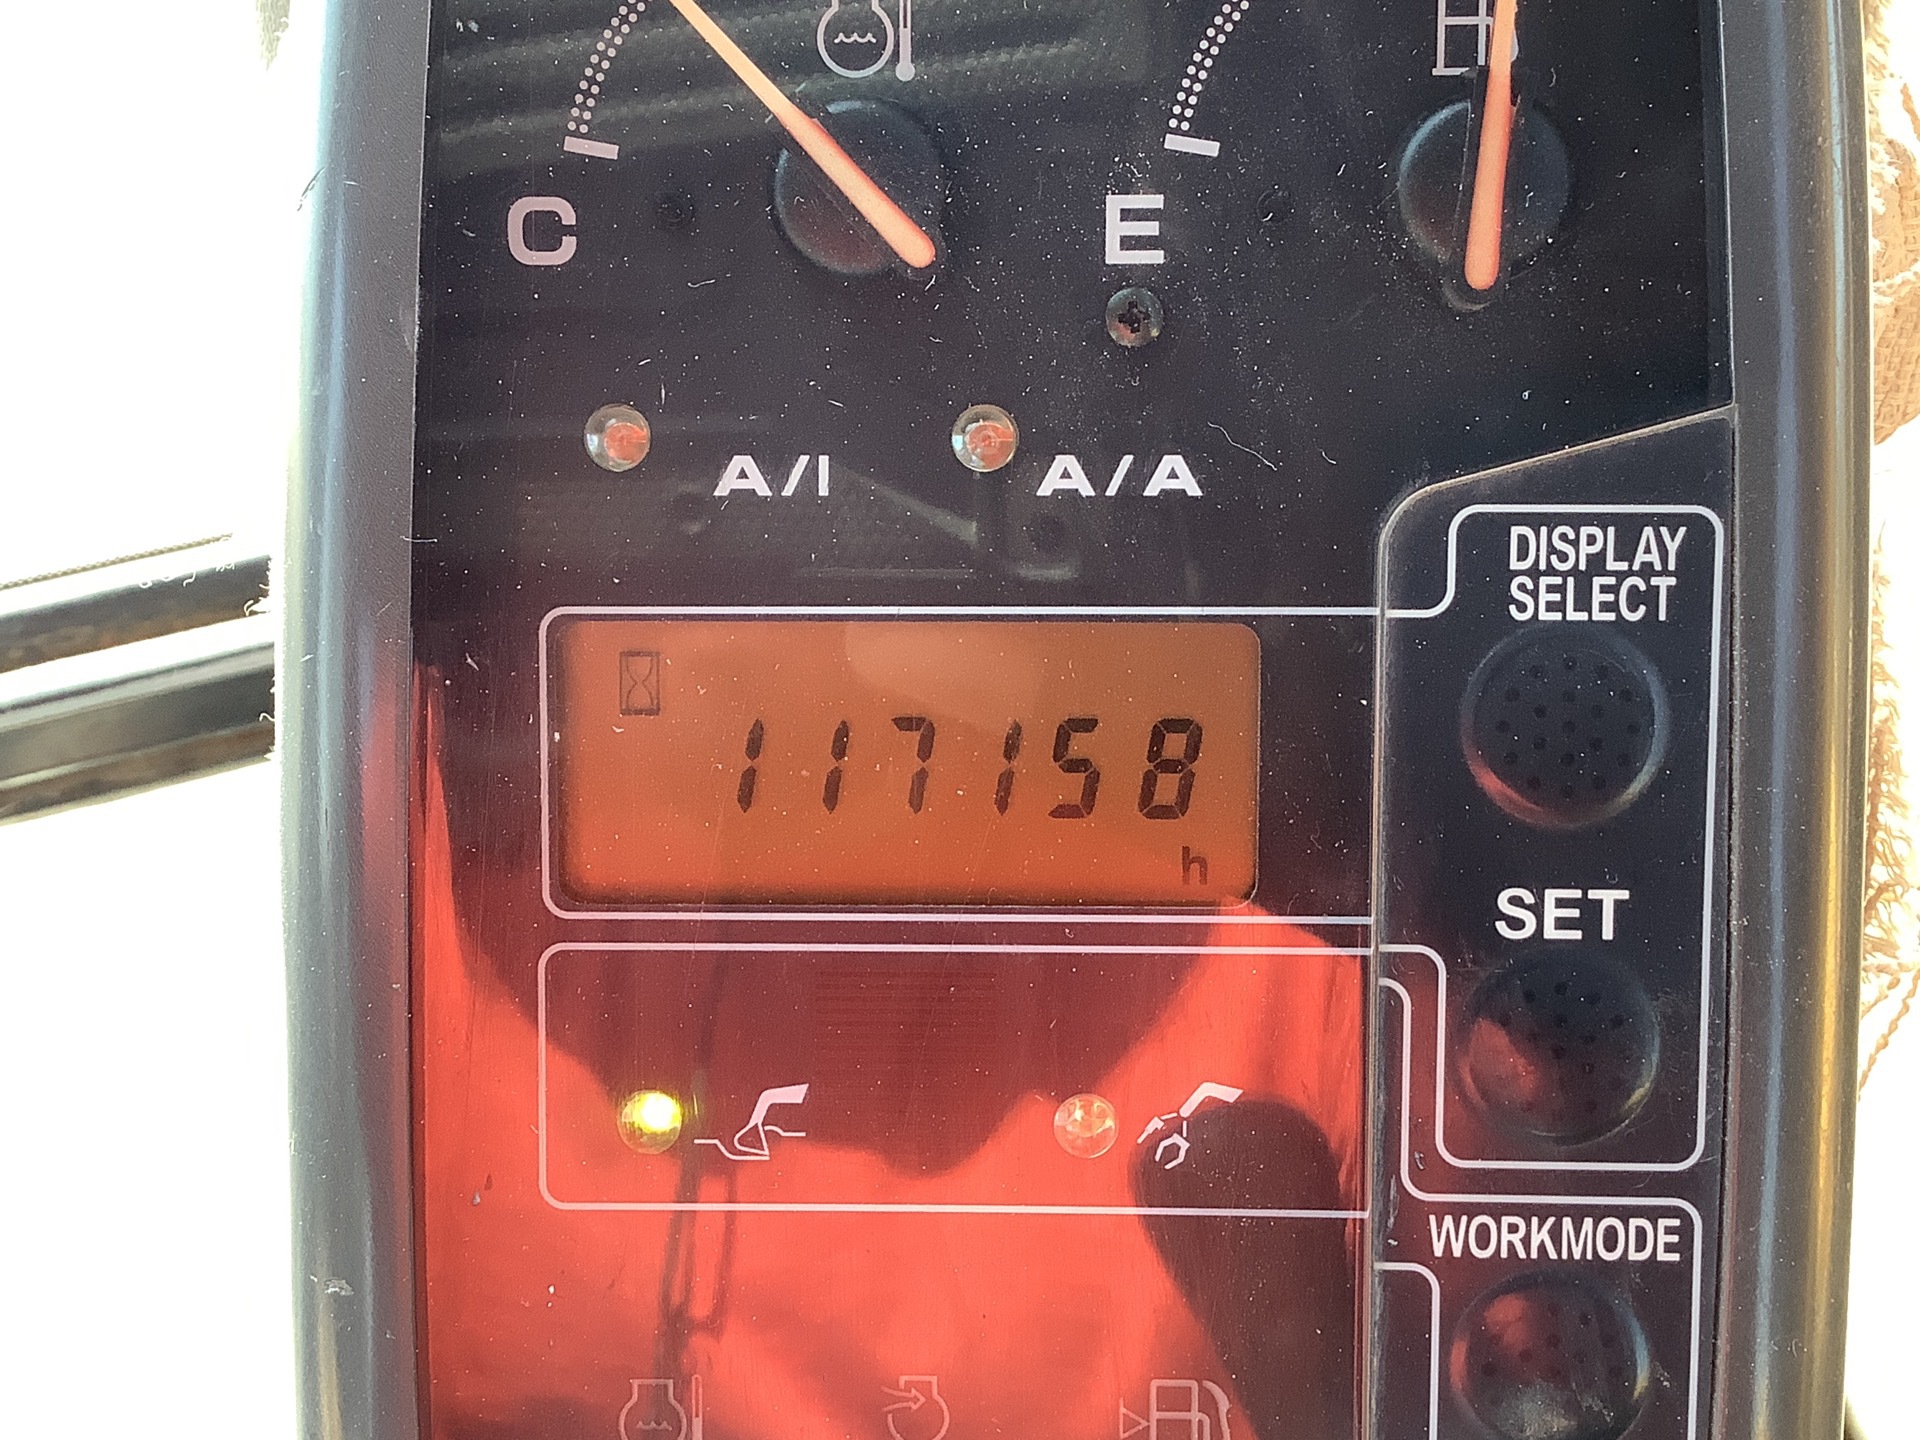 C
E
A/I
A/A
DISPLAY
SELECT
117158
h
SET
WORKMODE